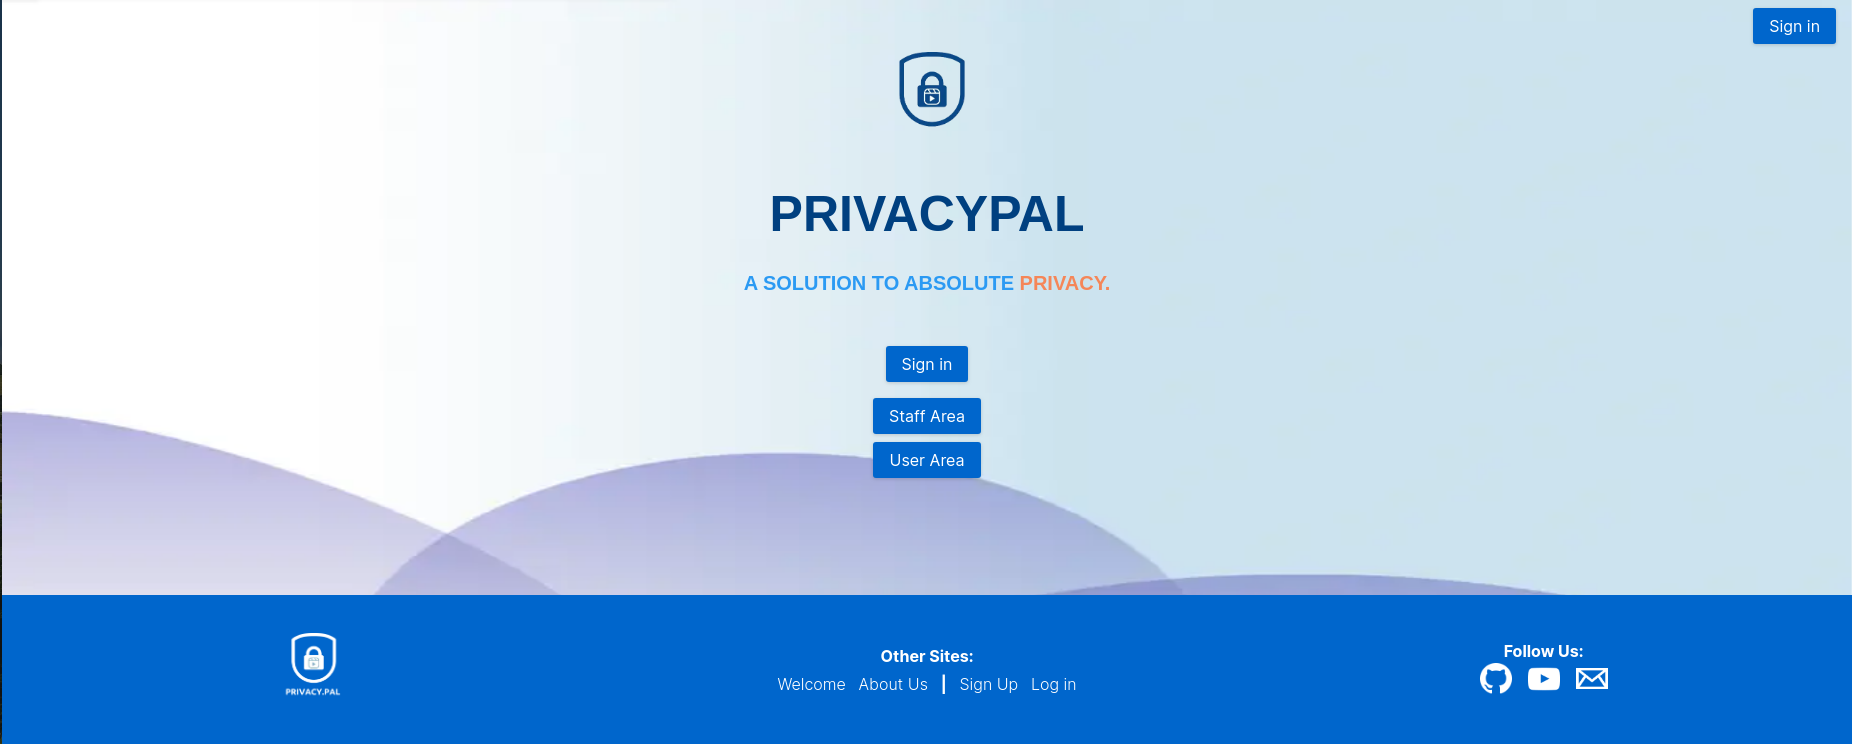 Sign in
PRIVACYPAL
A SOLUTION TO ABSOLUTE PRIVACY.
Sign in
Staff Area
User Area
PRIVACY.PAL
Other Sites:
Welcome About Us | Sign Up Log in
Follow Us: